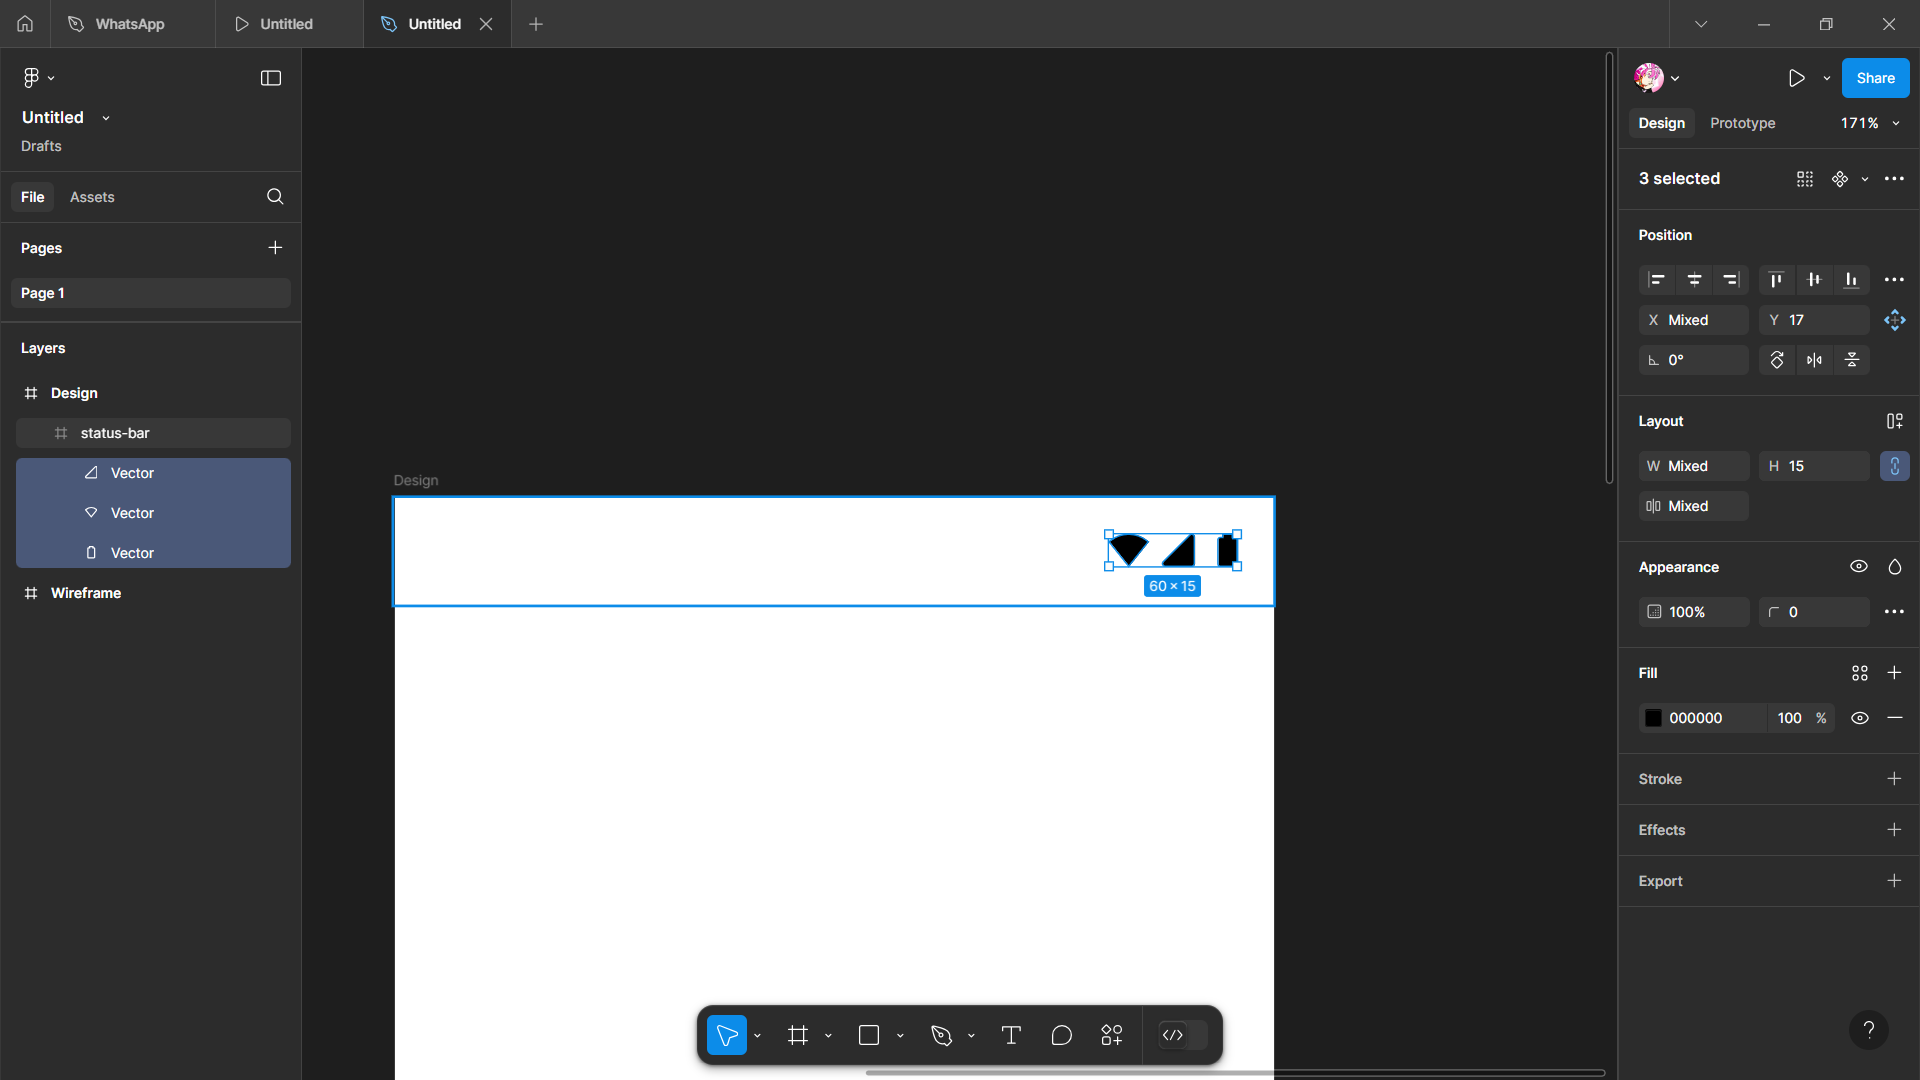 WhatsApp
Untitled
Untitled
Untitled
Drafts
File
Assets
Pages
Page 1
Layers
Design
status-bar
Vector
Vector
Vector
Wireframe
Design
60 × 15
Share
Design
Prototype
171%
3 selected
Position
X Mixed
Y 17
0°
Layout
W Mixed
H 15
Mixed
Appearance
100%
0
Fill
000000
100 %
Stroke
Effects
Export
?